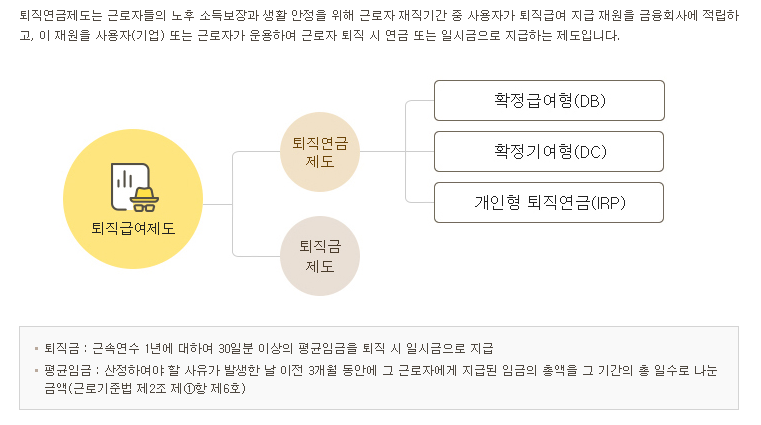 퇴직연금제도는 근로자들의 노후 소득보장과 생활 안정을 위해 근로자 재직기간 중 사용자가 퇴직급여 지급 재원을 금융회사에 적립하
고, 이 재원을 사용자(기업) 또는 근로자가 운용하여 근로자 퇴직 시 연금 또는 일시금으로 지급하는 제도입니다.
퇴직급여제도
퇴직연금
제도
퇴직금
제도
확정급여형(DB)
확정기여형(DC)
개인형 퇴직연금(IRP)
퇴직금 : 근속연수 1년에 대하여 30일분 이상의 평균임금을 퇴직 시 일시금으로 지급
평균임금 : 산정하여야 할 사유가 발생한 날 이전 3개월 동안에 그 근로자에게 지급된 임금의 총액을 그 기간의 총 일수로 나눈
금액(근로기준법 제2조 제①항 제6호)